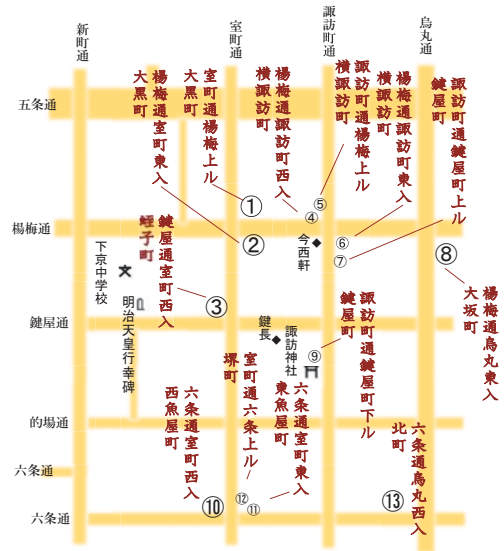 新町通
室町通
諏訪町通
烏丸通
五条通
楊梅通
鍵屋通
的場通
六条通
六条通
諏訪町通鍵屋町上ル
鍵屋町
楊梅通諏訪町東入
横諏訪町
諏訪町通楊梅上ル
横諏訪町
楊梅通諏訪町西入
横諏訪町
室町通楊梅上ル
大黒町
楊梅通室町東入
大黒町
①
②
③
④
⑤
⑥
⑦
⑧
鍵屋通室町西入
蛭子町
下京中学校
文
明治天皇行幸碑
今西軒
鍵長
諏訪神社
⑨
楊梅通烏丸東入
大坂町
諏訪町通鍵屋町下ル
鍵屋町
室町通六条上ル
堺町
六条通室町東入
東魚屋町
六条通室町西入
西魚屋町
六条通烏丸西入
北町
⑩
⑪
⑫
⑬